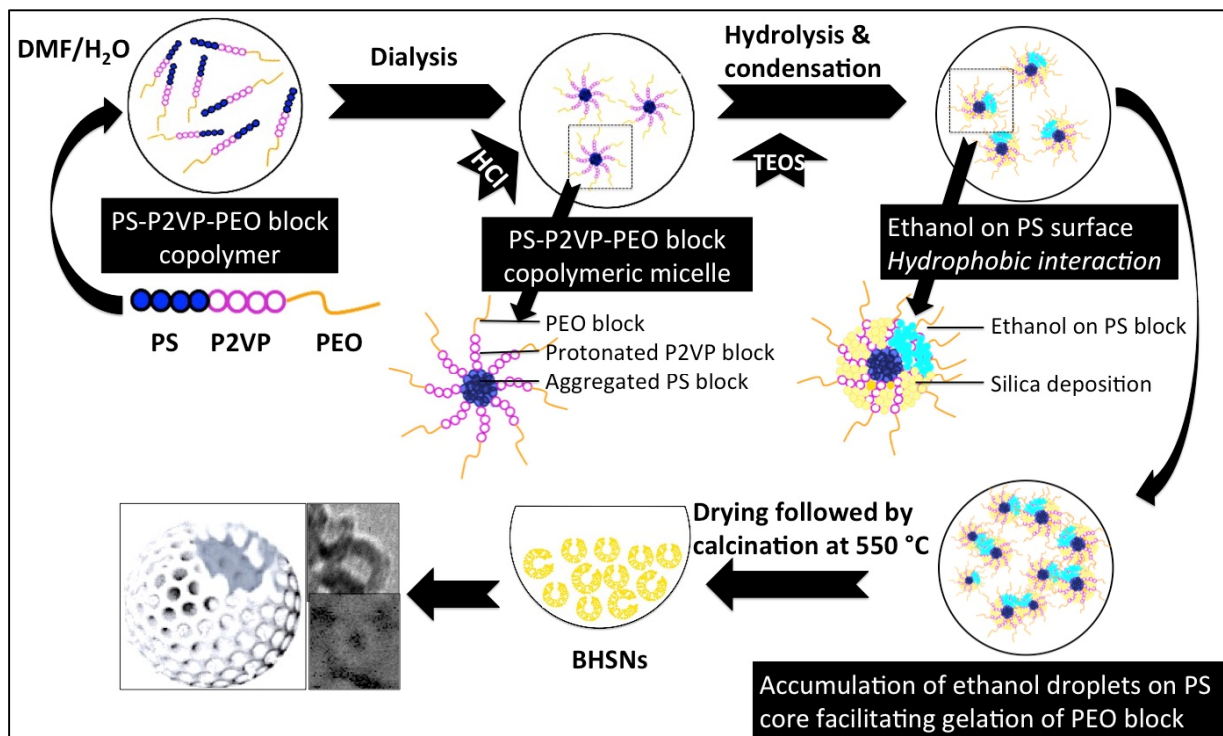 DMF/H₂O
Dialysis
HCl
Hydrolysis &
condensation
TEOS
PS-P2VP-PEO block
copolymer
PS P2VP PEO
PS-P2VP-PEO block
copolymeric micelle
PEO block
Protonated P2VP block
Aggregated PS block
Ethanol on PS surface
Hydrophobic interaction
Ethanol on PS block
Silica deposition
Drying followed by
calcination at 550 °C
BHSNs
Accumulation of ethanol droplets on PS
core facilitating gelation of PEO block